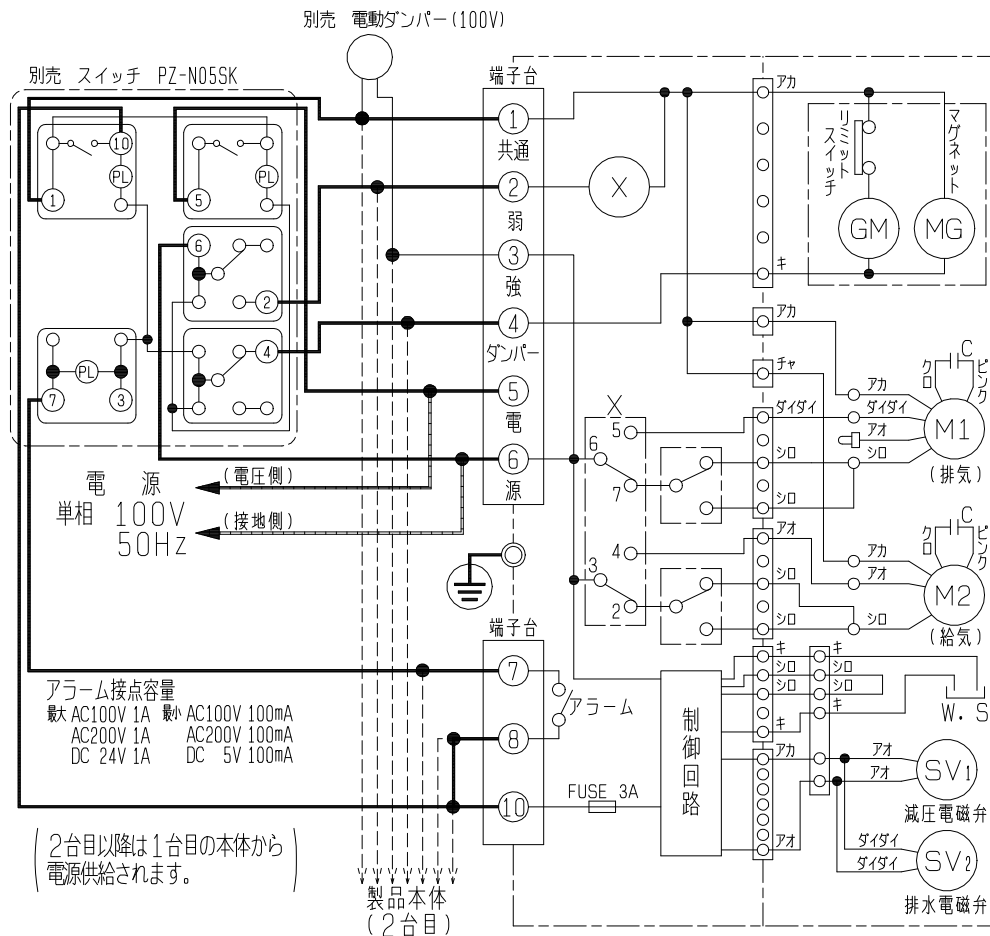 別売 電動ダンパー(100V)
別売 スイッチ PZ-N05SK
端子台
アカ
1
共通
10
PL
1
PL
5
X
リミット
スイッチ
マグネット
2
弱
GM
MG
6
3
強
キ
2
4
ダンパー
アカ
4
チャ
クロ
C
ピンク
PL
7
3
5
電
X
アカ
ダイダイ
ダイダイ
アオ
シロ
シロ
シロ
M1
(排気)
5
6
7
6
源
電源
(電圧側)
単相 100V
(接地側)
50Hz
アオ
クロ
C
ピンク
4
3
2
シロ
アカ
アオ
シロ
シロ
M2
(給気)
端子台
7
アラーム
8
10
FUSE 3A
制御回路
キ
シロ
シロ
キ
シロ
シロ
キ
キ
W.S
アラーム接点容量
最大 AC100V 1A 最小 AC100V 100mA
AC200V 1A AC200V 100mA
DC 24V 1A DC 5V 100mA
アカ
アオ
アオ
SV1
減圧電磁弁
アオ
ダイダイ
ダイダイ
SV2
排水電磁弁
2台目以降は1台目の本体から
電源供給されます。
製品本体
(2台目)